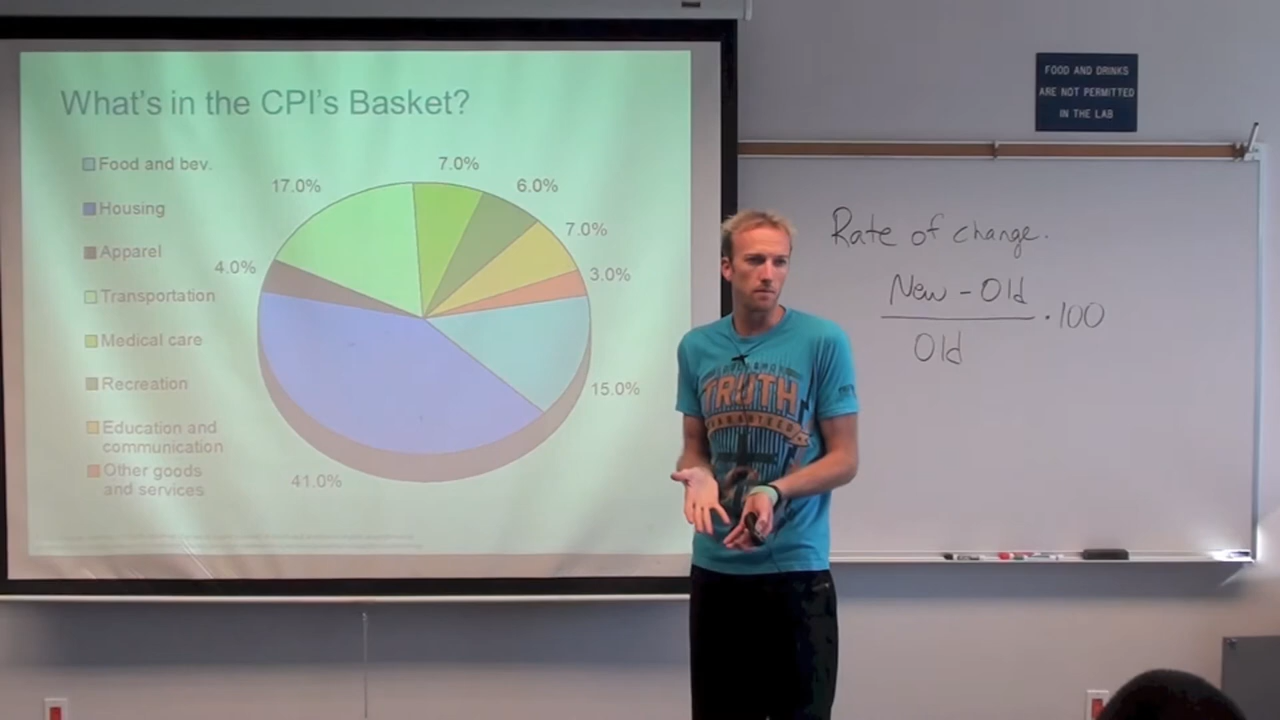 What's in the CPI's Basket?
Food and bev.
Housing
Apparel
Transportation
Medical care
Recreation
Education and
communication
Other goods
and services
7.0%
17.0%
6.0%
7.0%
4.0%
3.0%
15.0%
41.0%
TRUTH
GUARANTEED
FOOD AND DRINKS
ARE NOT PERMITTED
IN THE LAB
Rate of change.
New - Old
Old
· 100